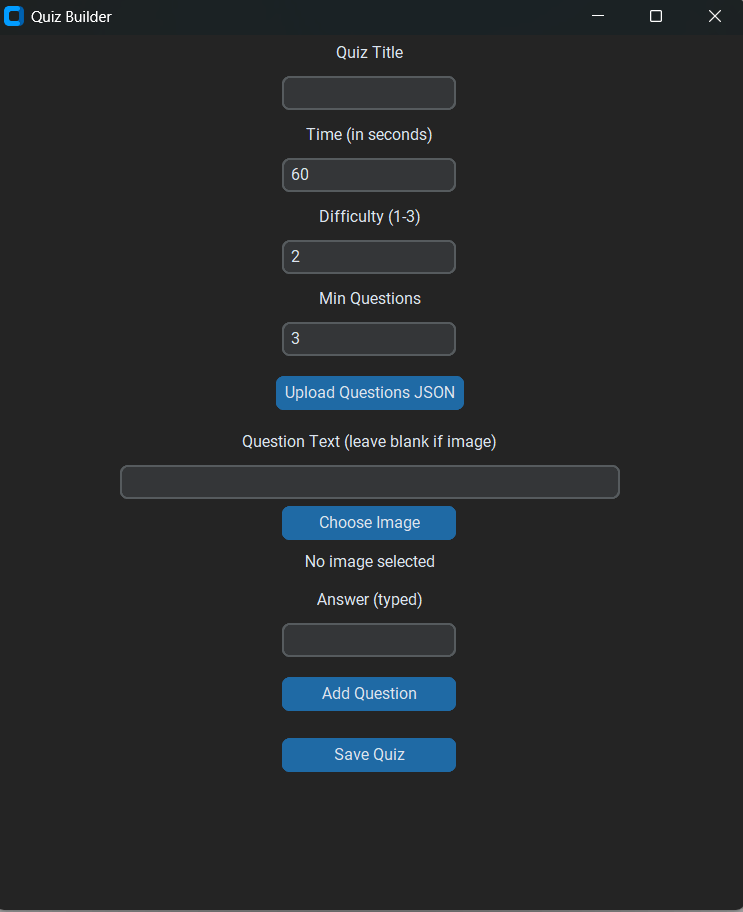 Quiz Builder
Quiz Title
Time (in seconds)
60
Difficulty (1-3)
2
Min Questions
3
Upload Questions JSON
Question Text (leave blank if image)
Choose Image
No image selected
Answer (typed)
Add Question
Save Quiz